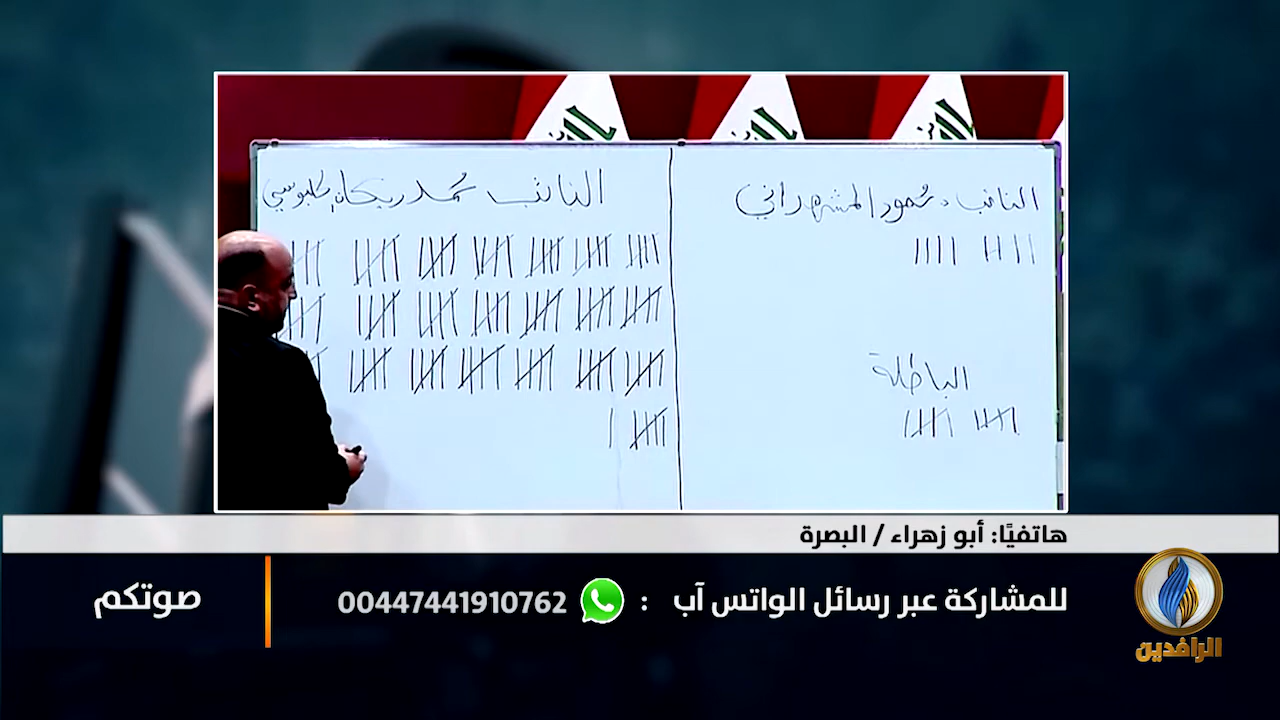 النائب د. محمود المشهداني
النائب محمد ريكان الحلبوسي
الباطلة
هاتفيًا: أبو زهراء / البصرة
للمشاركة عبر رسائل الواتس آب : 00447441910762
صوتكم
الرافدين